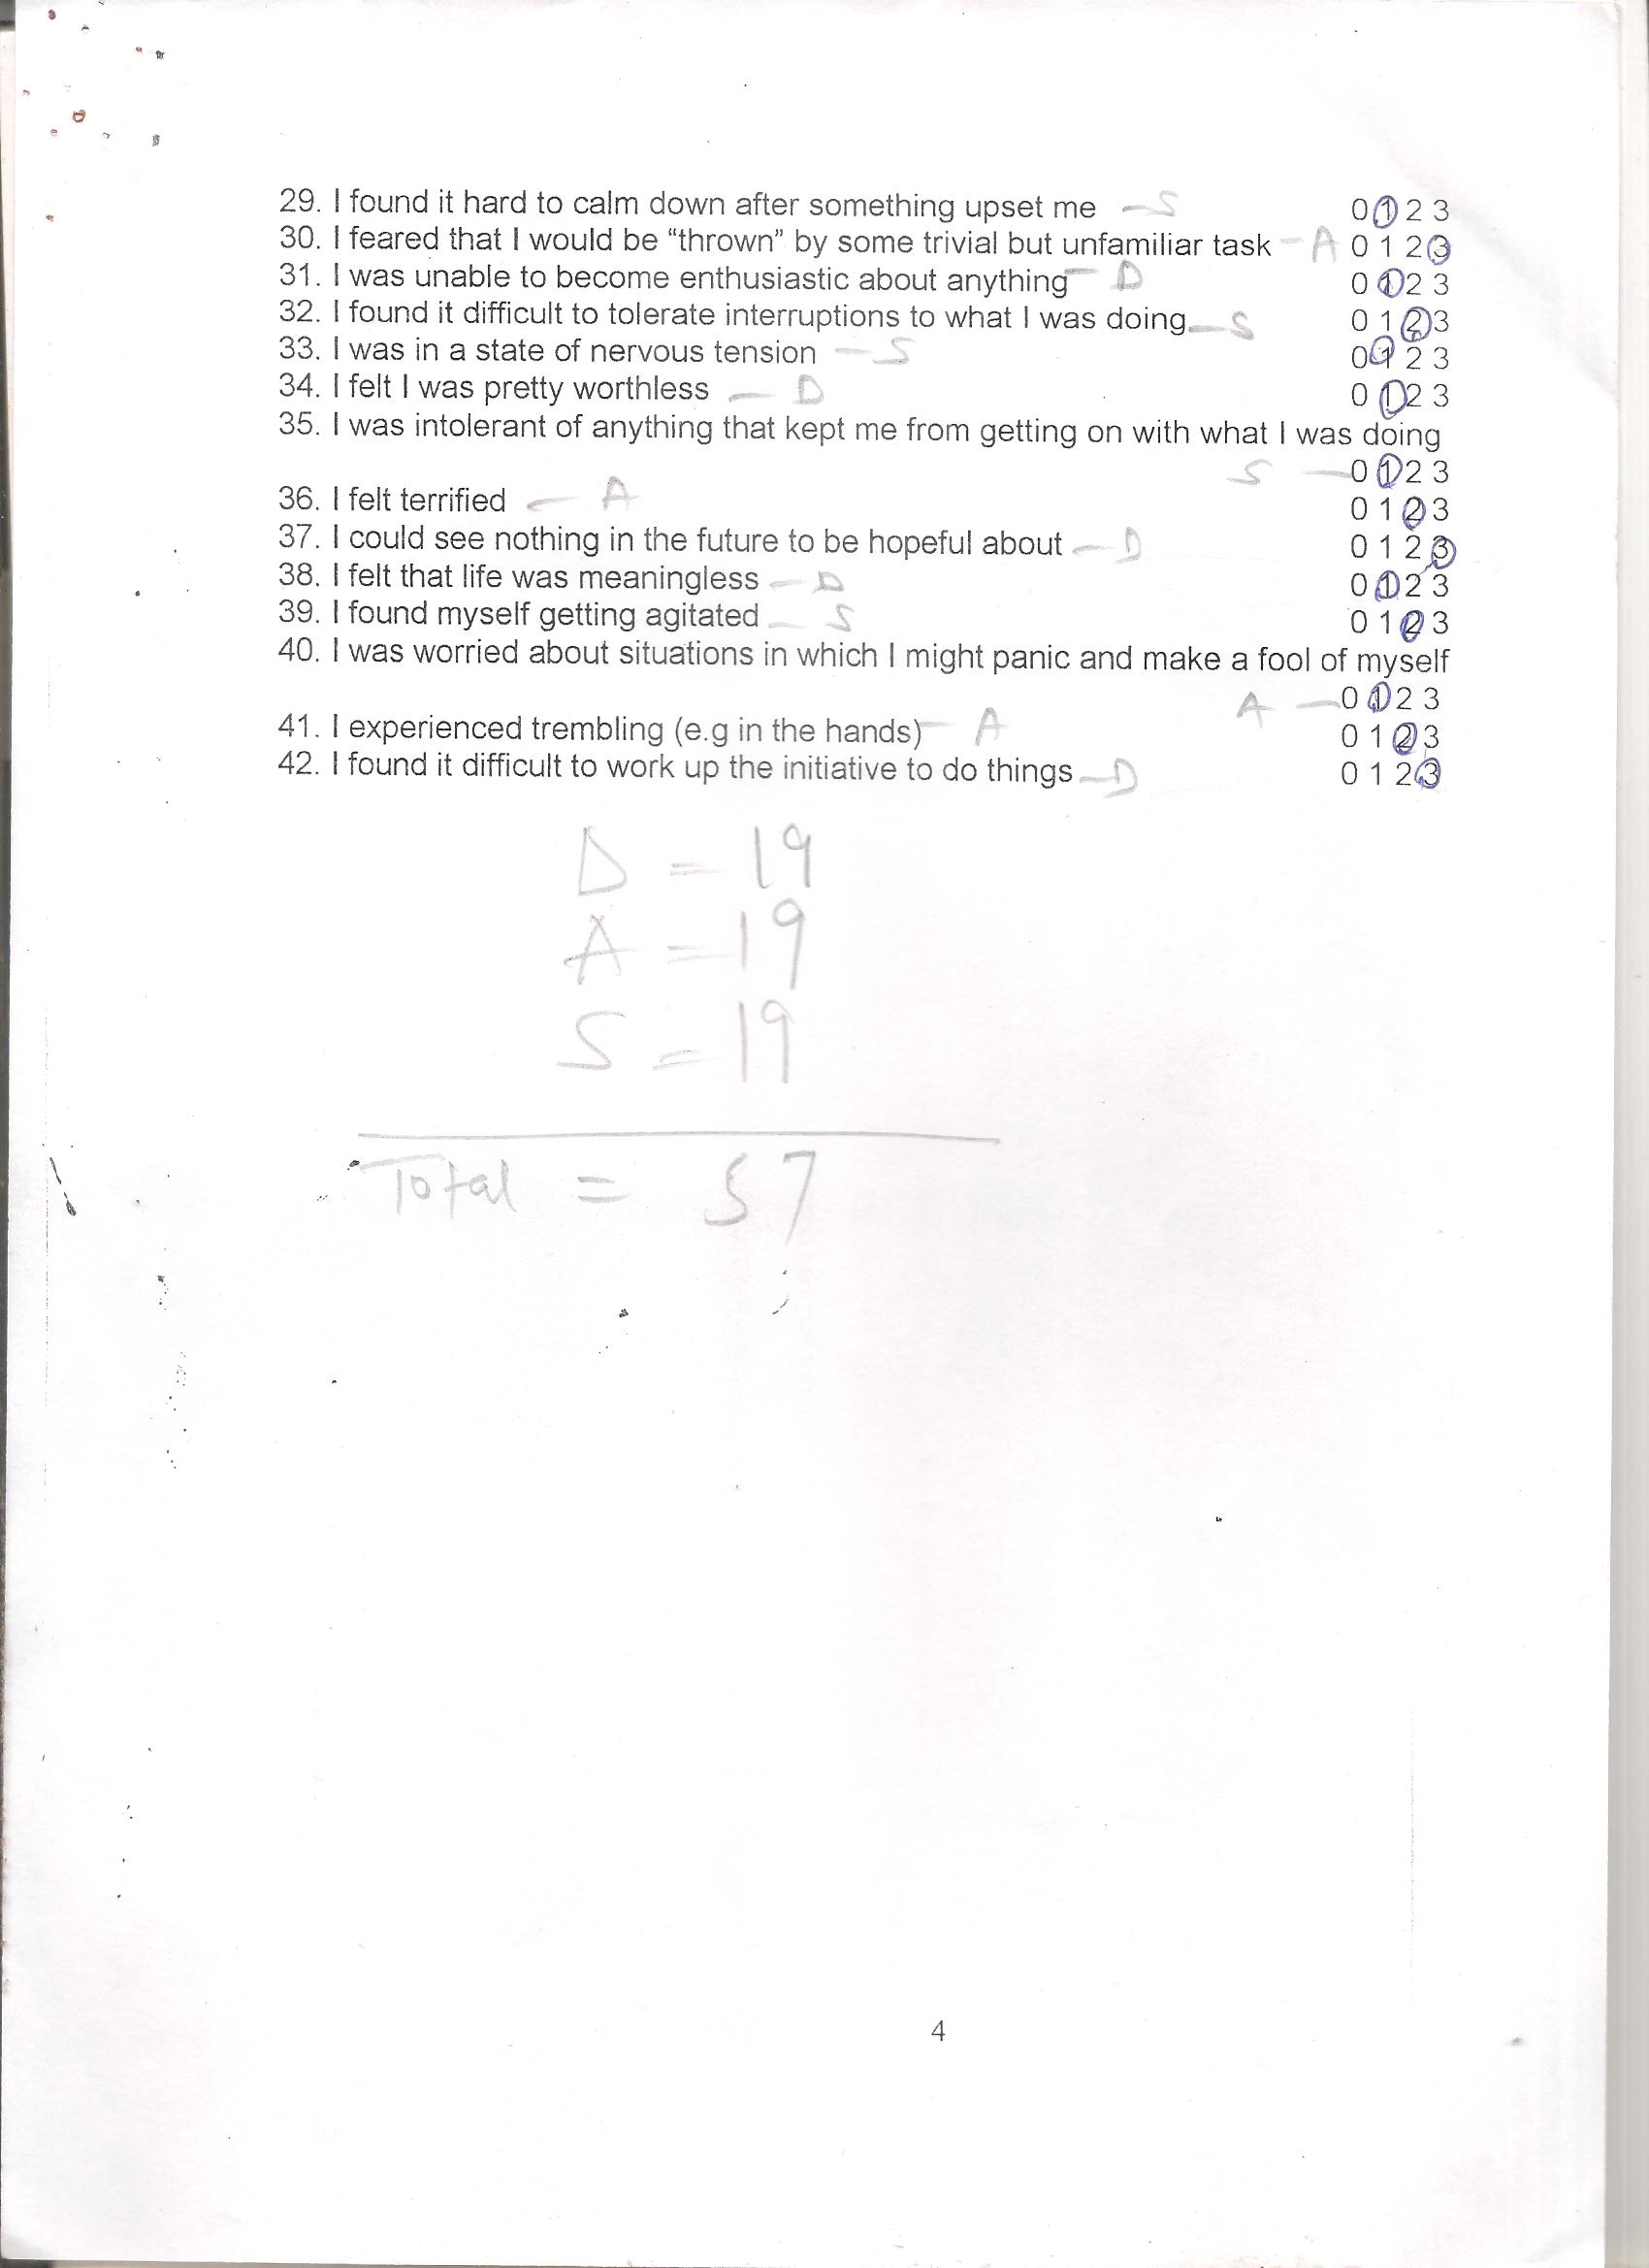 29. I found it hard to calm down after something upset me — S 0 1 2 3
30. I feared that I would be “thrown” by some trivial but unfamiliar task — A 0 1 2 3
31. I was unable to become enthusiastic about anything — D 0 1 2 3
32. I found it difficult to tolerate interruptions to what I was doing. — S 0 1 2 3
33. I was in a state of nervous tension — S 0 1 2 3
34. I felt I was pretty worthless — D 0 1 2 3
35. I was intolerant of anything that kept me from getting on with what I was doing
S — 0 1 2 3
36. I felt terrified — A 0 1 2 3
37. I could see nothing in the future to be hopeful about — D 0 1 2 3
38. I felt that life was meaningless — D 0 1 2 3
39. I found myself getting agitated — S 0 1 2 3
40. I was worried about situations in which I might panic and make a fool of myself
A — 0 1 2 3
41. I experienced trembling (e.g in the hands) — A 0 1 2 3
42. I found it difficult to work up the initiative to do things — D 0 1 2 3
D = 19
A = 19
S = 19
Total = 57
4